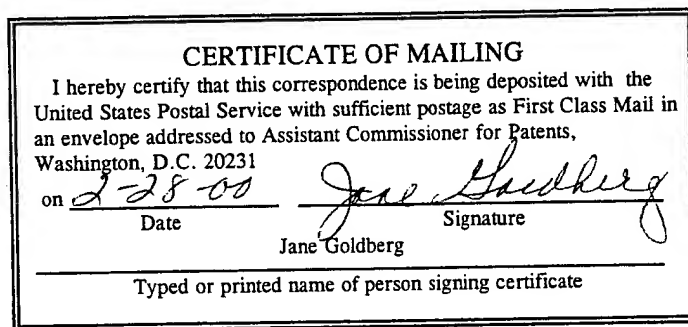 CERTIFICATE OF MAILING
I hereby certify that this correspondence is being deposited with the
United States Postal Service with sufficient postage as First Class Mail in
an envelope addressed to Assistant Commissioner for Patents,
Washington, D.C. 20231
on 2-28-00 Jane Goldberg
Date Signature
Jane Goldberg
Typed or printed name of person signing certificate